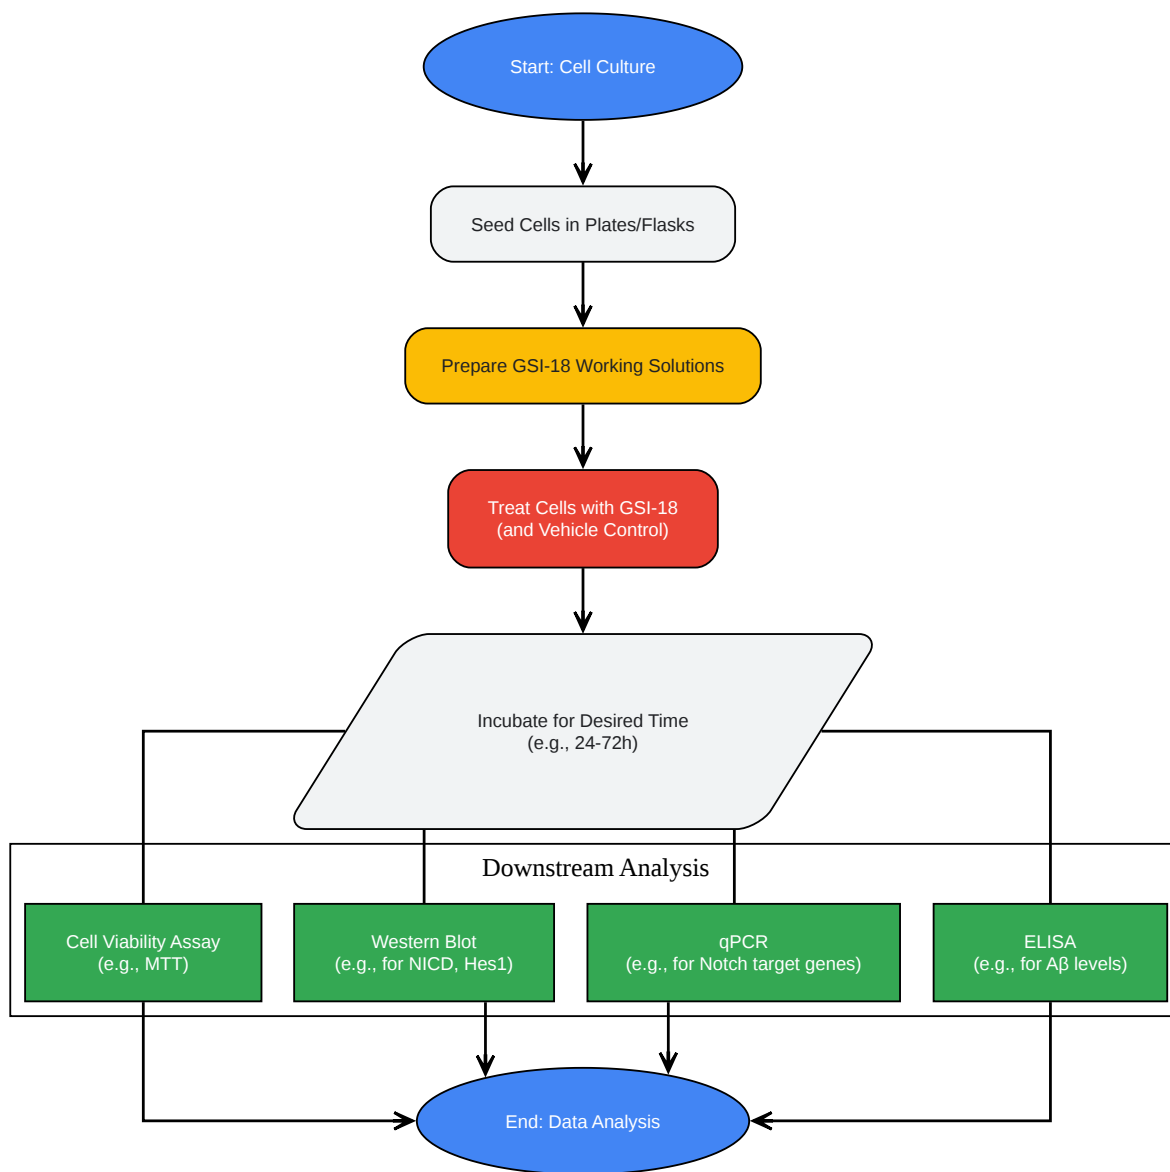 Start: Cell Culture
Seed Cells in Plates/Flasks
Prepare GSI-18 Working Solutions
Treat Cells with GSI-18
(and Vehicle Control)
Incubate for Desired Time
(e.g., 24-72h)
Downstream Analysis
Cell Viability Assay
(e.g., MTT)
Western Blot
(e.g., for NICD, Hes1)
qPCR
(e.g., for Notch target genes)
ELISA
(e.g., for Aβ levels)
End: Data Analysis